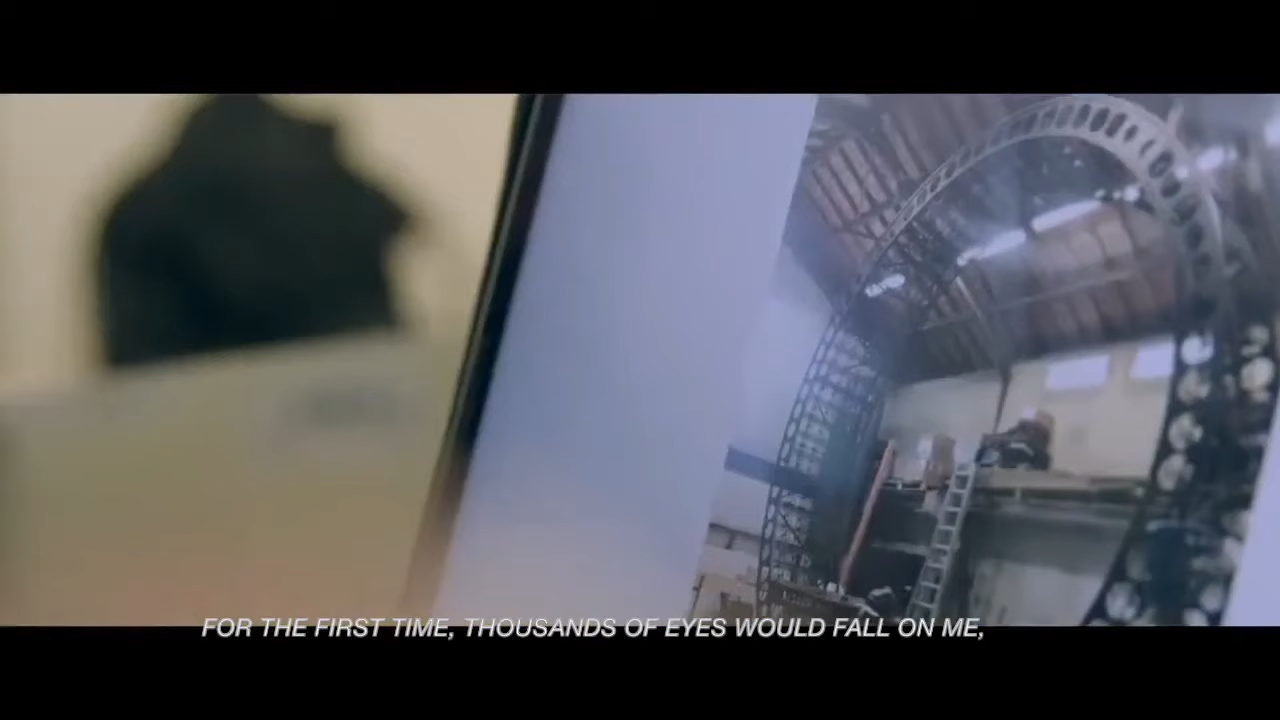 FOR THE FIRST TIME, THOUSANDS OF EYES WOULD FALL ON ME,